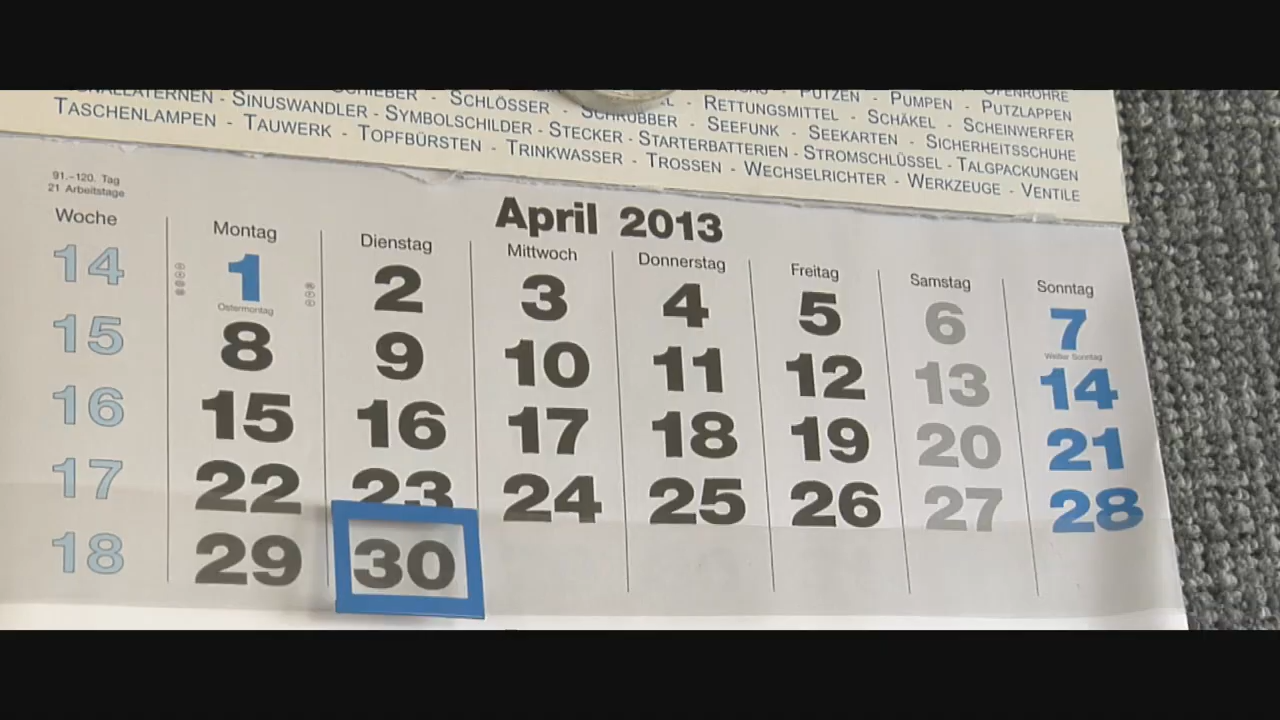 SCHIEBER - SCHLÖSSER - SCHRUBBER - SEEFUNK - SEEKARTEN - SICHERHEITSSCHUHE
PUTZEN - PUMPEN - PUTZLAPPEN
RETTUNGSMITTEL - SCHÄKEL - SCHEINWERFER
SINUSWANDLER - SYMBOLSCHILDER - STECKER - STARTERBATTERIEN - STROMSCHLÜSSEL - TALGPACKUNGEN
TASCHENLAMPEN - TAUWERK - TOPFBÜRSTEN - TRINKWASSER - TROSSEN - WECHSELRICHTER - WERKZEUGE - VENTILE
91.-120. Tag
21 Arbeitstage
April 2013
Woche Montag Dienstag Mittwoch Donnerstag Freitag Samstag Sonntag
14 1 2 3 4 5 6 7
Ostermontag Weißer Sonntag
15 8 9 10 11 12 13 14
16 15 16 17 18 19 20 21
17 22 23 24 25 26 27 28
18 29 30